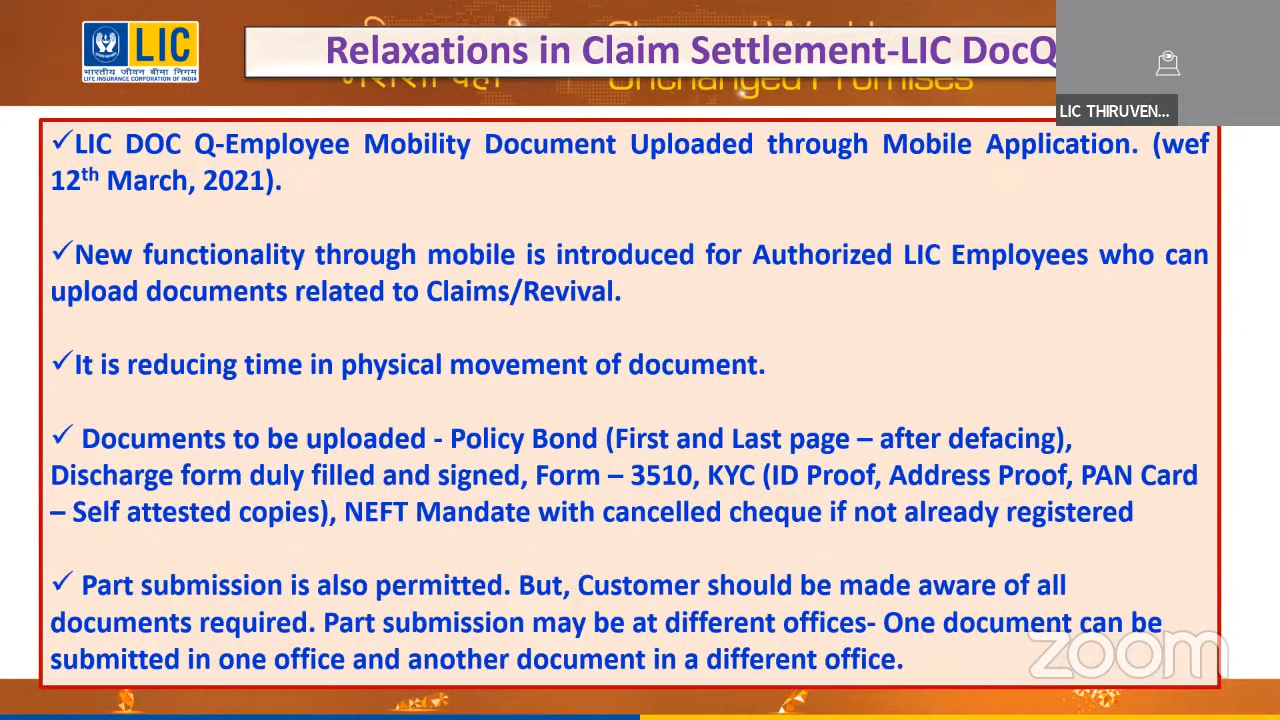 LIC
भारतीय जीवन बीमा निगम
LIFE INSURANCE CORPORATION OF INDIA
Relaxations in Claim Settlement-LIC DocQ
Unchanged Promises
LIC THIRUVEN...
✓LIC DOC Q-Employee Mobility Document Uploaded through Mobile Application. (wef
12th March, 2021).
✓New functionality through mobile is introduced for Authorized LIC Employees who can
upload documents related to Claims/Revival.
✓It is reducing time in physical movement of document.
✓ Documents to be uploaded - Policy Bond (First and Last page – after defacing),
Discharge form duly filled and signed, Form – 3510, KYC (ID Proof, Address Proof, PAN Card
– Self attested copies), NEFT Mandate with cancelled cheque if not already registered
✓ Part submission is also permitted. But, Customer should be made aware of all
documents required. Part submission may be at different offices- One document can be
submitted in one office and another document in a different office.
zoom